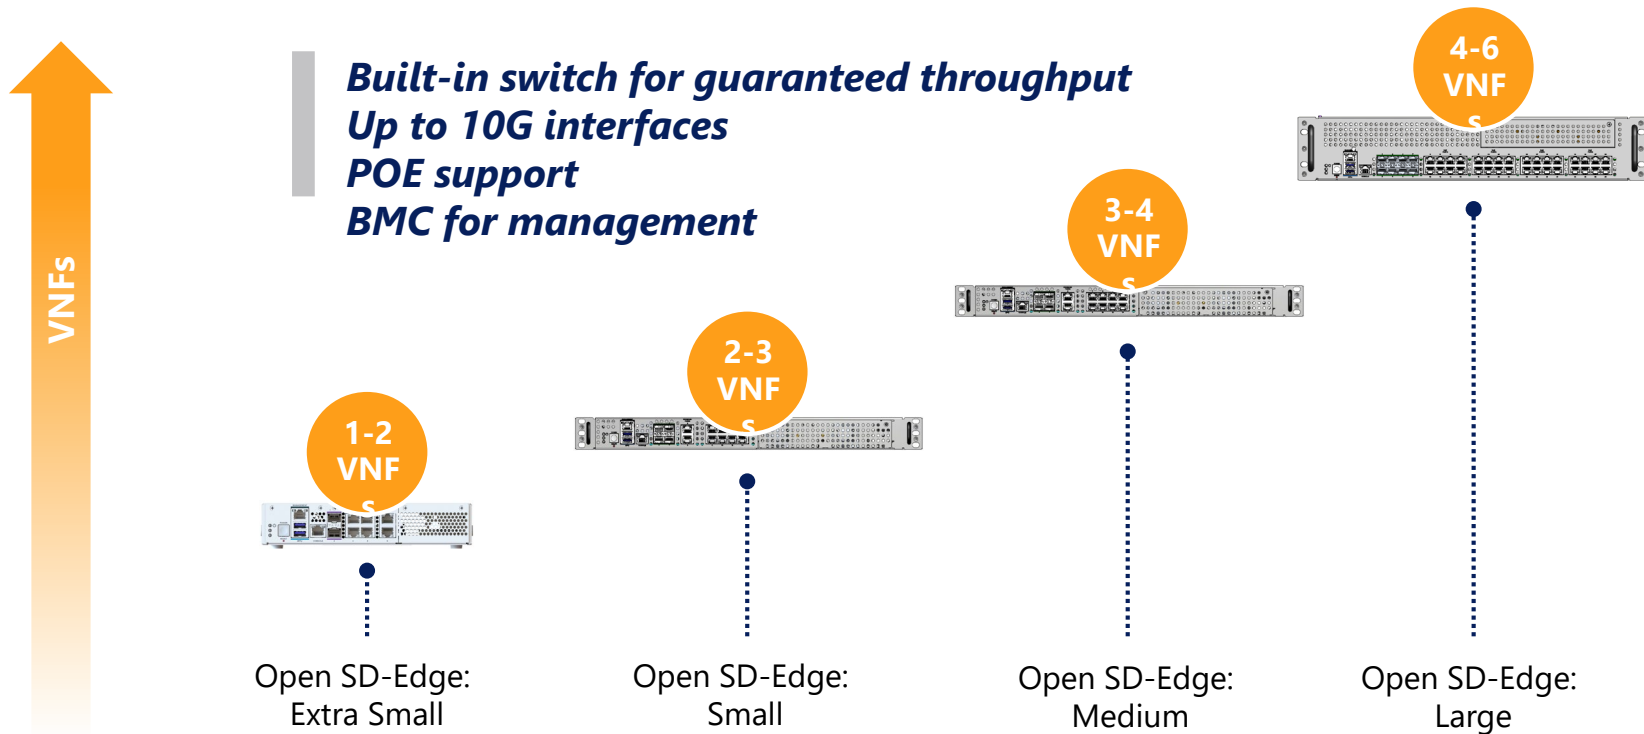 Built-in switch for guaranteed throughput
Up to 10G interfaces
POE support
BMC for management
4-6
VNF
s
3-4
VNF
s
2-3
VNF
s
1-2
VNF
s
VNFs
Open SD-Edge:
Extra Small
Open SD-Edge:
Small
Open SD-Edge:
Medium
Open SD-Edge:
Large